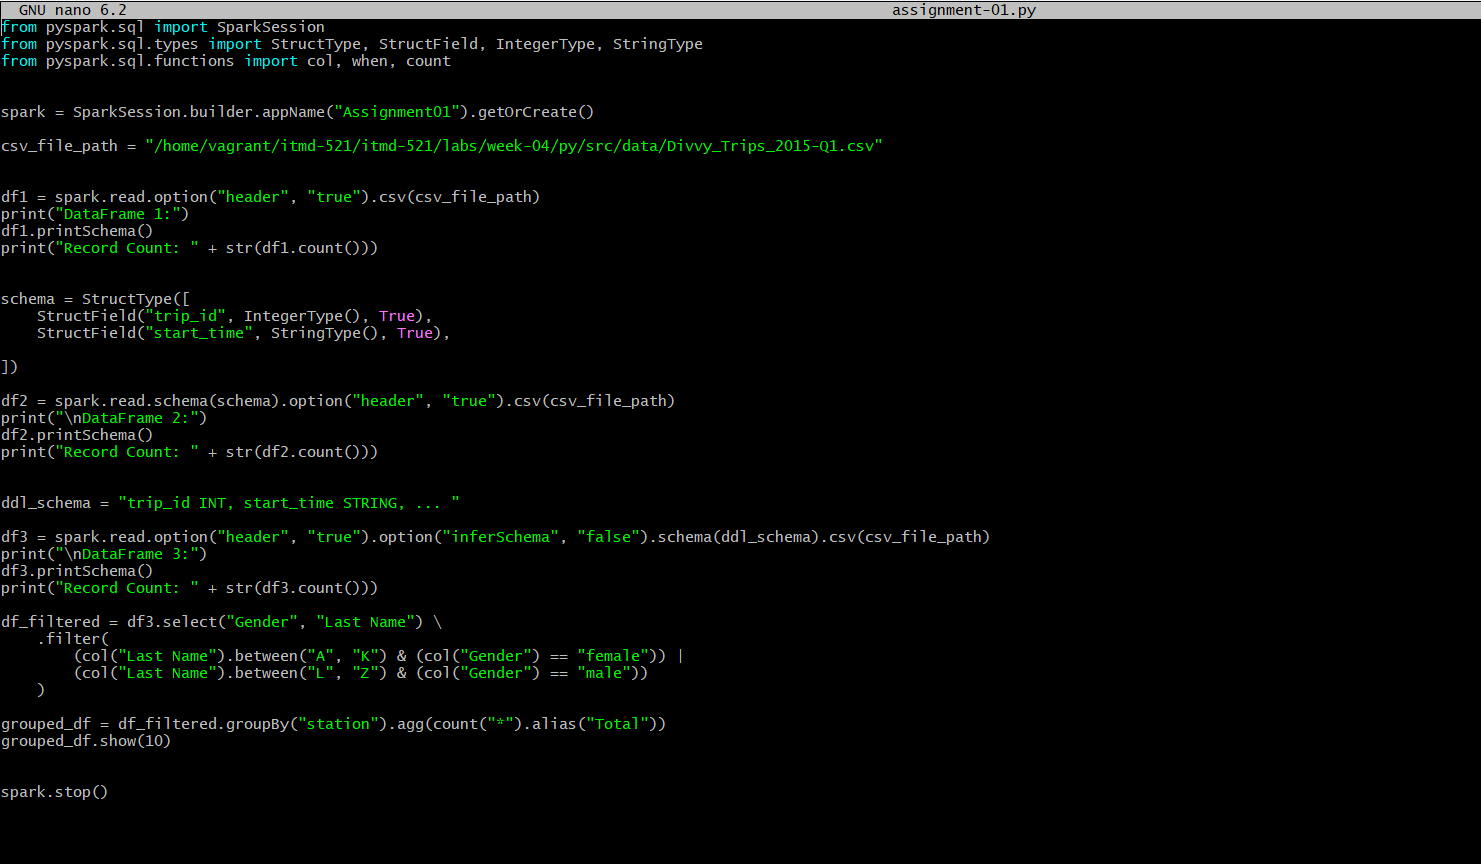 GNU nano 6.2 assignment-01.py
from pyspark.sql import SparkSession
from pyspark.sql.types import StructType, StructField, IntegerType, StringType
from pyspark.sql.functions import col, when, count
spark = SparkSession.builder.appName("Assignment01").getOrCreate()
csv_file_path = "/home/vagrant/itmd-521/itmd-521/labs/week-04/py/src/data/Divvy_Trips_2015-Q1.csv"
df1 = spark.read.option("header", "true").csv(csv_file_path)
print("DataFrame 1:")
df1.printSchema()
print("Record Count: " + str(df1.count()))
schema = StructType([
    StructField("trip_id", IntegerType(), True),
    StructField("start_time", StringType(), True),
])
df2 = spark.read.schema(schema).option("header", "true").csv(csv_file_path)
print("\nDataFrame 2:")
df2.printSchema()
print("Record Count: " + str(df2.count()))
ddl_schema = "trip_id INT, start_time STRING, ... "
df3 = spark.read.option("header", "true").option("inferSchema", "false").schema(ddl_schema).csv(csv_file_path)
print("\nDataFrame 3:")
df3.printSchema()
print("Record Count: " + str(df3.count()))
df_filtered = df3.select("Gender", "Last Name") \
    .filter(
        (col("Last Name").between("A", "K") & (col("Gender") == "female")) |
        (col("Last Name").between("L", "Z") & (col("Gender") == "male"))
    )
grouped_df = df_filtered.groupBy("station").agg(count("*").alias("Total"))
grouped_df.show(10)
spark.stop()